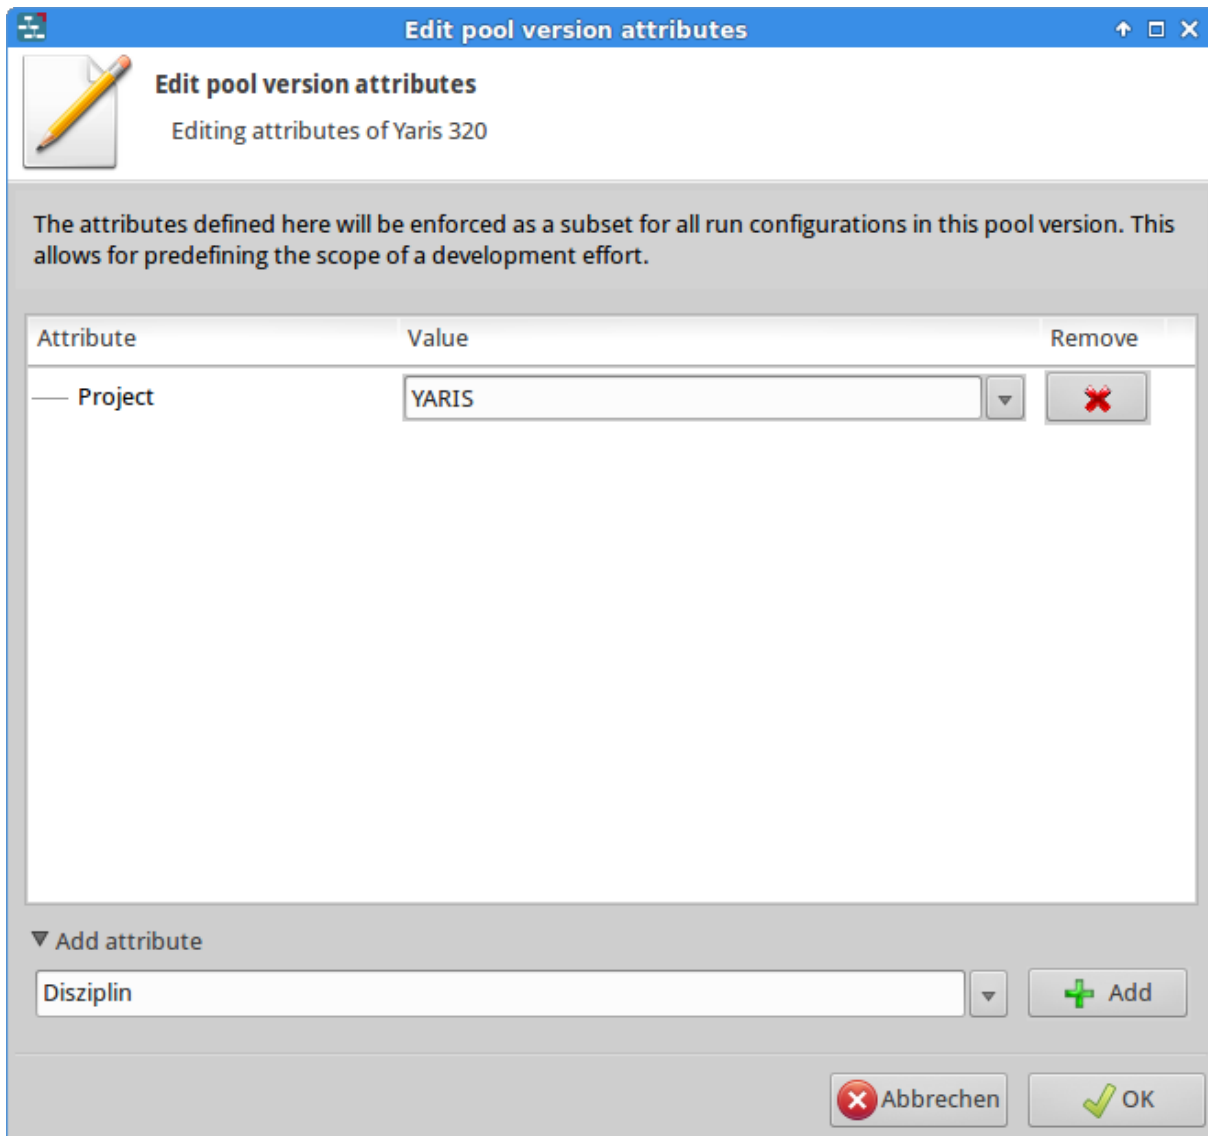 Edit pool version attributes
Edit pool version attributes
Editing attributes of Yaris 320
The attributes defined here will be enforced as a subset for all run configurations in this pool version. This
allows for predefining the scope of a development effort.
Attribute Value Remove
Project YARIS
Add attribute
Disziplin Add
Abbrechen OK